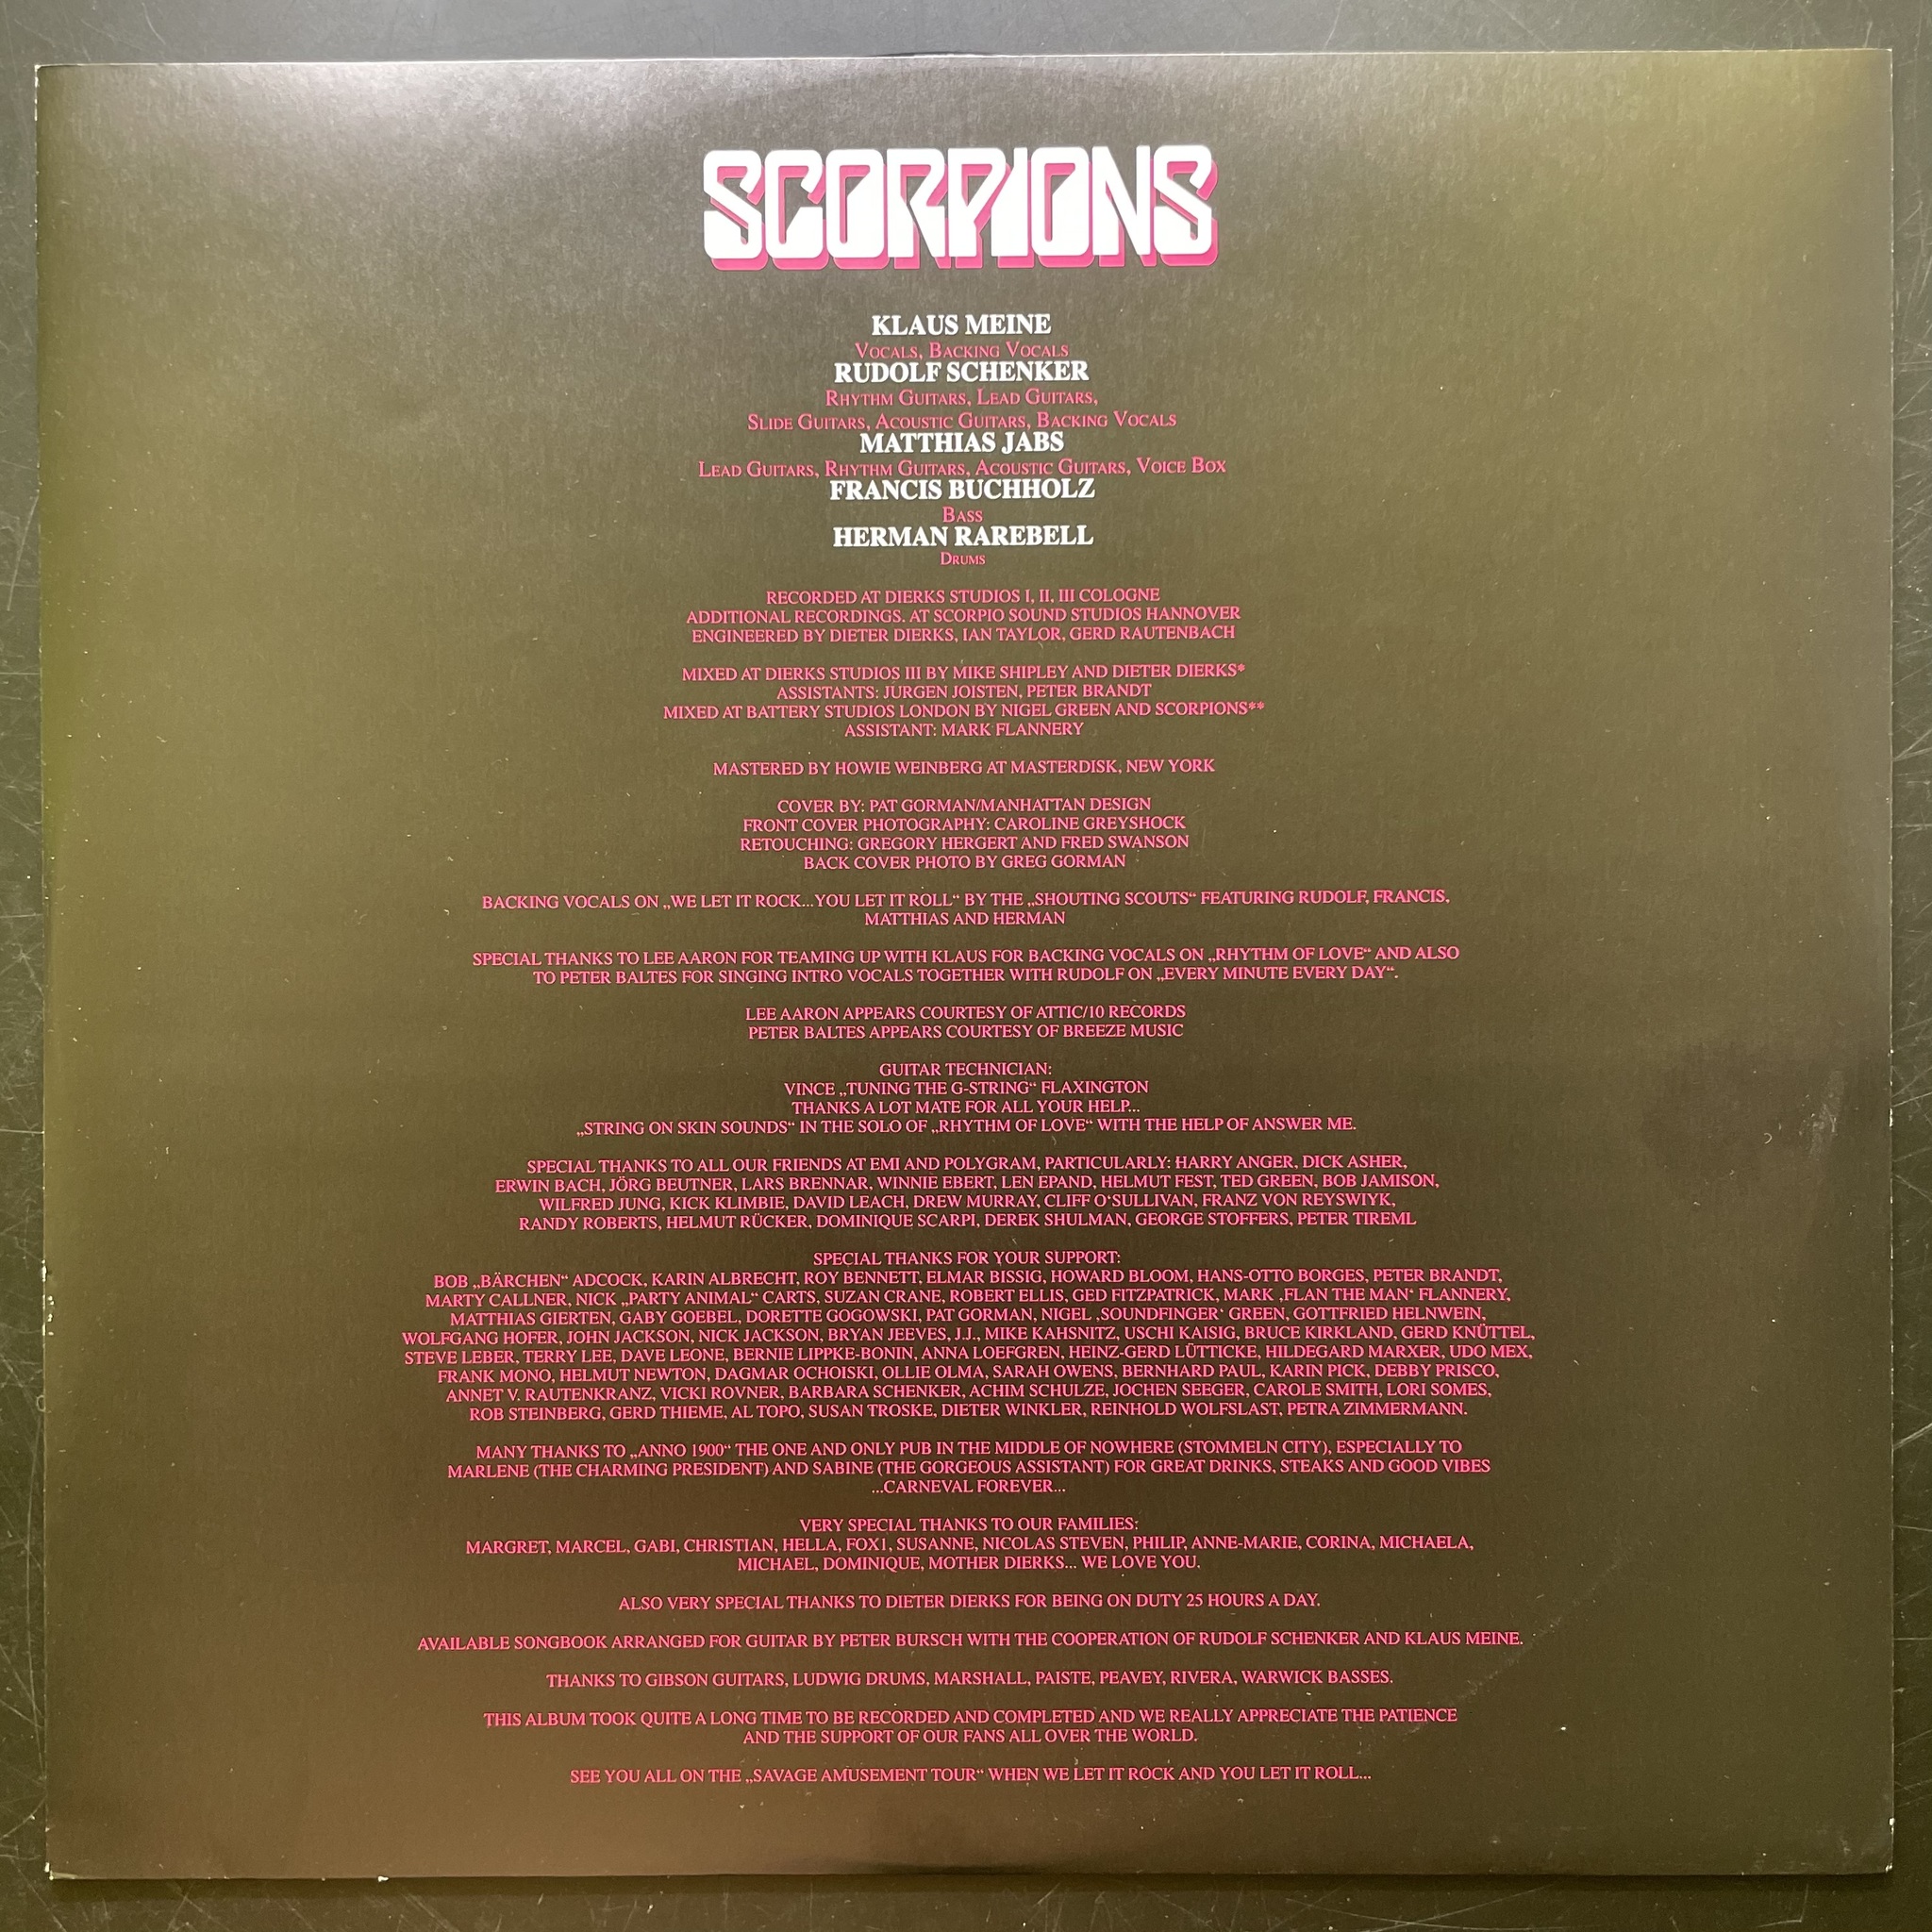 SCORPIONS
KLAUS MEINE
VOCALS, BACKING VOCALS
RUDOLF SCHENKER
RHYTHM GUITARS, LEAD GUITARS,
SLIDE GUITARS, ACOUSTIC GUITARS, BACKING VOCALS
MATTHIAS JABS
LEAD GUITARS, RHYTHM GUITARS, ACOUSTIC GUITARS, VOICE BOX
FRANCIS BUCHHOLZ
BASS
HERMAN RAREBELL
DRUMS
RECORDED AT DIERKS STUDIOS I, II, III COLOGNE
ADDITIONAL RECORDINGS. AT SCORPIO SOUND STUDIOS HANNOVER
ENGINEERED BY DIETER DIERKS, IAN TAYLOR, GERD RAUTENBACH
MIXED AT DIERKS STUDIOS III BY MIKE SHIPLEY AND DIETER DIERKS*
ASSISTANTS: JÜRGEN JOISTEN, PETER BRANDT
MIXED AT BATTERY STUDIOS LONDON BY NIGEL GREEN AND SCORPIONS**
ASSISTANT: MARK FLANNERY
MASTERED BY HOWIE WEINBERG AT MASTERDISK, NEW YORK
COVER BY: PAT GORMAN/MANHATTAN DESIGN
FRONT COVER PHOTOGRAPHY: CAROLINE GREYSHOCK
RETOUCHING: GREGORY HERGERT AND FRED SWANSON
BACK COVER PHOTO BY GREG GORMAN
BACKING VOCALS ON „WE LET IT ROCK...YOU LET IT ROLL“ BY THE „SHOUTING SCOUTS“ FEATURING RUDOLF, FRANCIS,
MATTHIAS AND HERMAN
SPECIAL THANKS TO LEE AARON FOR TEAMING UP WITH KLAUS FOR BACKING VOCALS ON „RHYTHM OF LOVE“ AND ALSO
TO PETER BALTES FOR SINGING INTRO VOCALS TOGETHER WITH RUDOLF ON „EVERY MINUTE EVERY DAY“.
LEE AARON APPEARS COURTESY OF ATTIC/10 RECORDS
PETER BALTES APPEARS COURTESY OF BREEZE MUSIC
GUITAR TECHNICIAN:
VINCE „TUNING THE G-STRING“ FLAXINGTON
THANKS A LOT MATE FOR ALL YOUR HELP...
„STRING ON SKIN SOUNDS“ IN THE SOLO OF „RHYTHM OF LOVE“ WITH THE HELP OF ANSWER ME.
SPECIAL THANKS TO ALL OUR FRIENDS AT EMI AND POLYGRAM, PARTICULARLY: HARRY ANGER, DICK ASHER,
ERWIN BACH, JÖRG BEUTNER, LARS BRENNAR, WINNIE EBERT, LEN EPAND, HELMUT FEST, TED GREEN, BOB JAMISON,
WILFRED JUNG, KICK KLIMBIE, DAVID LEACH, DREW MURRAY, CLIFF O‘SULLIVAN, FRANZ VON REYSWIYK,
RANDY ROBERTS, HELMUT RÜCKER, DOMINIQUE SCARPI, DEREK SHULMAN, GEORGE STOFFERS, PETER TIREML
SPECIAL THANKS FOR YOUR SUPPORT:
BOB „BÄRCHEN“ ADCOCK, KARIN ALBRECHT, ROY BENNETT, ELMAR BISSIG, HOWARD BLOOM, HANS-OTTO BORGES, PETER BRANDT,
MARTY CALLNER, NICK „PARTY ANIMAL“ CARTS, SUZAN CRANE, ROBERT ELLIS, GED FITZPATRICK, MARK ‚FLAN THE MAN‘ FLANNERY,
MATTHIAS GIERTEN, GABY GOEBEL, DORETTE GOGOWSKI, PAT GORMAN, NIGEL ‚SOUNDFINGER‘ GREEN, GOTTFRIED HELNWEIN,
WOLFGANG HOFER, JOHN JACKSON, NICK JACKSON, BRYAN JEEVES, J.J., MIKE KAHSNITZ, USCHI KAISIG, BRUCE KIRKLAND, GERD KNÜTTEL,
STEVE LEBER, TERRY LEE, DAVE LEONE, BERNIE LIPPKE-BONIN, ANNA LOEFGREN, HEINZ-GERD LÜTTICKE, HILDEGARD MARXER, UDO MEX,
FRANK MONO, HELMUT NEWTON, DAGMAR OCHOISKI, OLLIE OLMA, SARAH OWENS, BERNHARD PAUL, KARIN PICK, DEBBY PRISCO,
ANNET V. RAUTENKRANZ, VICKI ROVNER, BARBARA SCHENKER, ACHIM SCHULZE, JOCHEN SEEGER, CAROLE SMITH, LORI SOMES,
ROB STEINBERG, GERD THIEME, AL TOPO, SUSAN TROSKE, DIETER WINKLER, REINHOLD WOLFSLAST, PETRA ZIMMERMANN.
MANY THANKS TO „ANNO 1900“ THE ONE AND ONLY PUB IN THE MIDDLE OF NOWHERE (STOMMELN CITY), ESPECIALLY TO
MARLENE (THE CHARMING PRESIDENT) AND SABINE (THE GORGEOUS ASSISTANT) FOR GREAT DRINKS, STEAKS AND GOOD VIBES
...CARNEVAL FOREVER...
VERY SPECIAL THANKS TO OUR FAMILIES:
MARGRET, MARCEL, GABI, CHRISTIAN, HELLA, FOX1, SUSANNE, NICOLAS STEVEN, PHILIP, ANNE-MARIE, CORINA, MICHAELA,
MICHAEL, DOMINIQUE, MOTHER DIERKS... WE LOVE YOU.
ALSO VERY SPECIAL THANKS TO DIETER DIERKS FOR BEING ON DUTY 25 HOURS A DAY.
AVAILABLE SONGBOOK ARRANGED FOR GUITAR BY PETER BURSCH WITH THE COOPERATION OF RUDOLF SCHENKER AND KLAUS MEINE.
THANKS TO GIBSON GUITARS, LUDWIG DRUMS, MARSHALL, PAISTE, PEAVEY, RIVERA, WARWICK BASSES.
THIS ALBUM TOOK QUITE A LONG TIME TO BE RECORDED AND COMPLETED AND WE REALLY APPRECIATE THE PATIENCE
AND THE SUPPORT OF OUR FANS ALL OVER THE WORLD.
SEE YOU ALL ON THE „SAVAGE AMUSEMENT TOUR“ WHEN WE LET IT ROCK AND YOU LET IT ROLL...